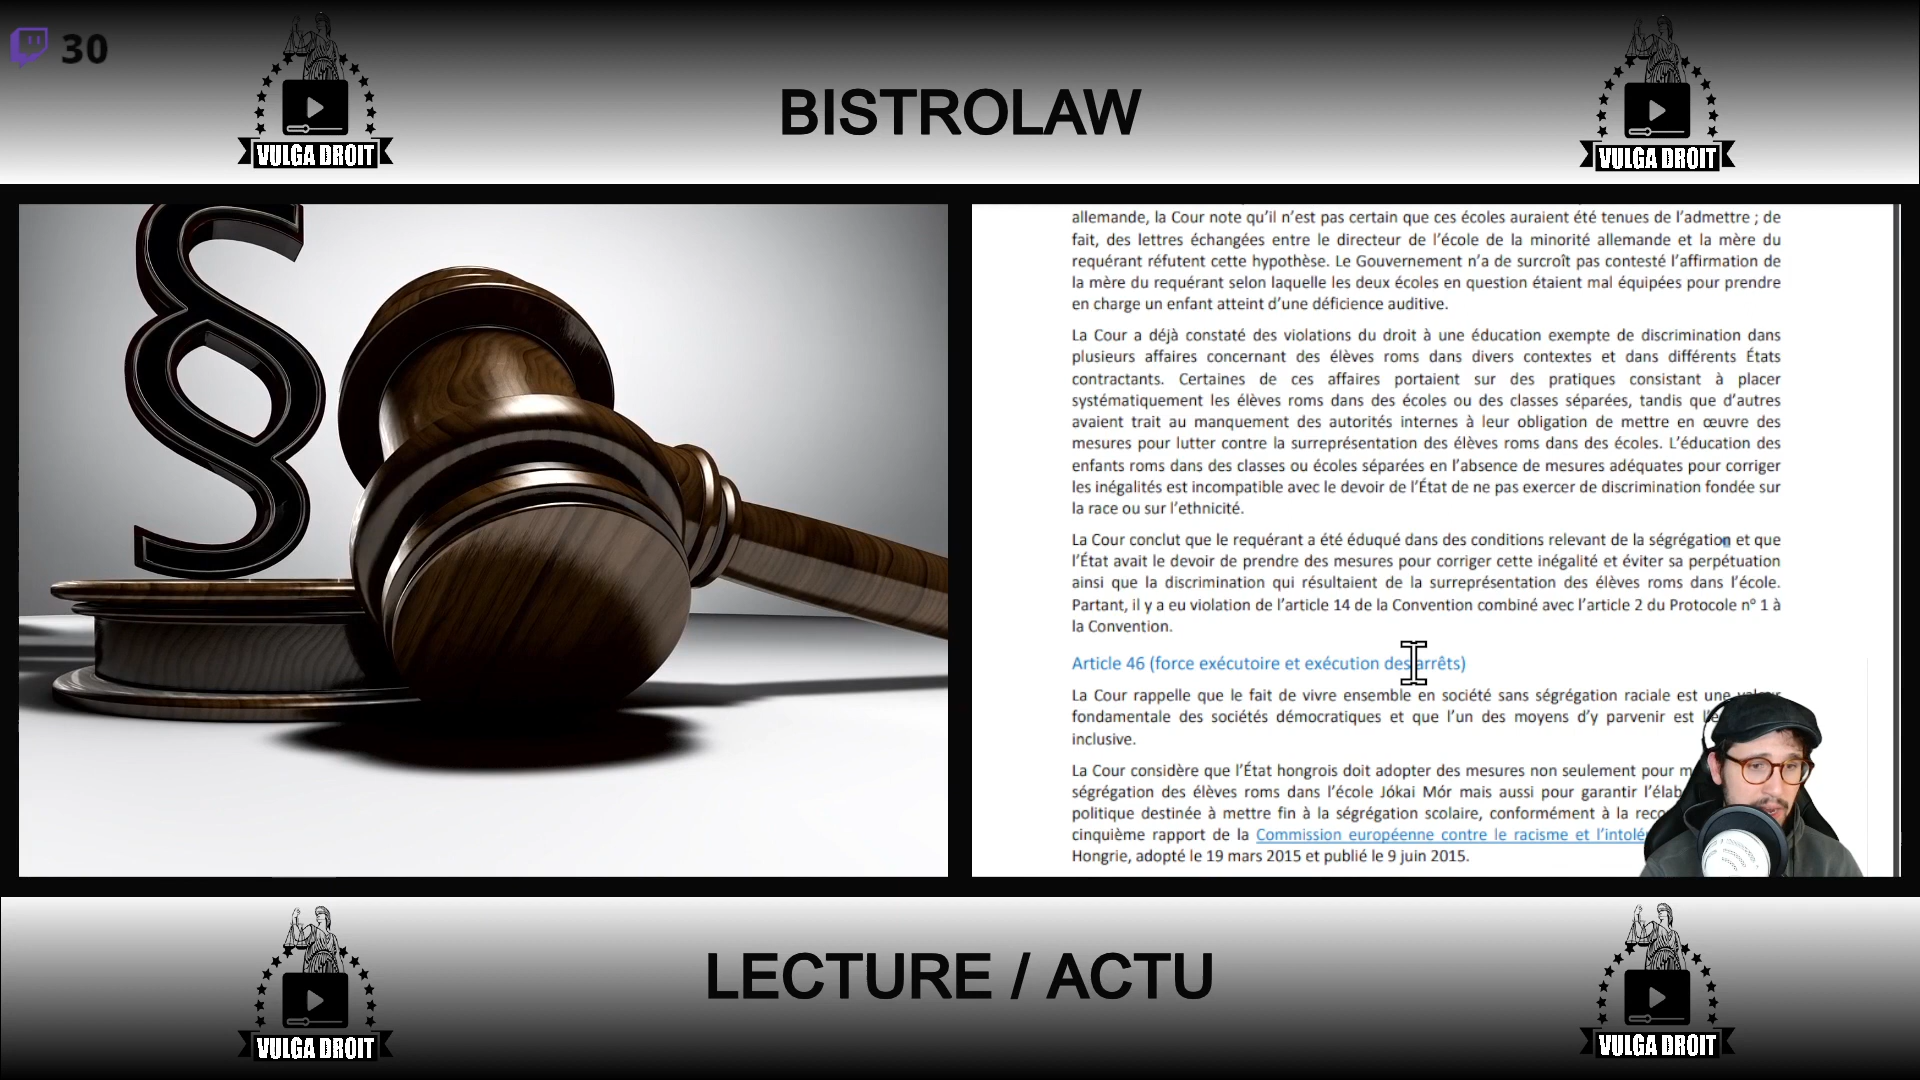 30
BISTROLAW
VULGA DROIT
VULGA DROIT
§
allemande, la Cour note qu’il n’est pas certain que ces écoles auraient été tenues de l’admettre ; de
fait, des lettres échangées entre le directeur de l’école de la minorité allemande et la mère du
requérant réfutent cette hypothèse. Le Gouvernement n’a de surcroît pas contesté l’affirmation de
la mère du requérant selon laquelle les deux écoles en question étaient mal équipées pour prendre
en charge un enfant atteint d’une déficience auditive.
La Cour a déjà constaté des violations du droit à une éducation exempte de discrimination dans
plusieurs affaires concernant des élèves roms dans divers contextes et dans différents États
contractants. Certaines de ces affaires portaient sur des pratiques consistant à placer
systématiquement les élèves roms dans des écoles ou des classes séparées, tandis que d’autres
avaient trait au manquement des autorités internes à leur obligation de mettre en œuvre des
mesures pour lutter contre la surreprésentation des élèves roms dans des écoles. L’éducation des
enfants roms dans des classes ou écoles séparées en l’absence de mesures adéquates pour corriger
les inégalités est incompatible avec le devoir de l’État de ne pas exercer de discrimination fondée sur
la race ou sur l’ethnicité.
La Cour conclut que le requérant a été éduqué dans des conditions relevant de la ségrégation et que
l’État avait le devoir de prendre des mesures pour corriger cette inégalité et éviter sa perpétuation
ainsi que la discrimination qui résultaient de la surreprésentation des élèves roms dans l’école.
Partant, il y a eu violation de l’article 14 de la Convention combiné avec l’article 2 du Protocole nº 1 à
la Convention.
Article 46 (force exécutoire et exécution des arrêts)
La Cour rappelle que le fait de vivre ensemble en société sans ségrégation raciale est une
fondamentale des sociétés démocratiques et que l’un des moyens d’y parvenir est
inclusive.
La Cour considère que l’État hongrois doit adopter des mesures non seulement pour
ségrégation des élèves roms dans l’école Jókai Mór mais aussi pour garantir
politique destinée à mettre fin à la ségrégation scolaire, conformément à la
cinquième rapport de la Commission européenne contre le racisme et
Hongrie, adopté le 19 mars 2015 et publié le 9 juin 2015.
LECTURE / ACTU
VULGA DROIT
VULGA DROIT